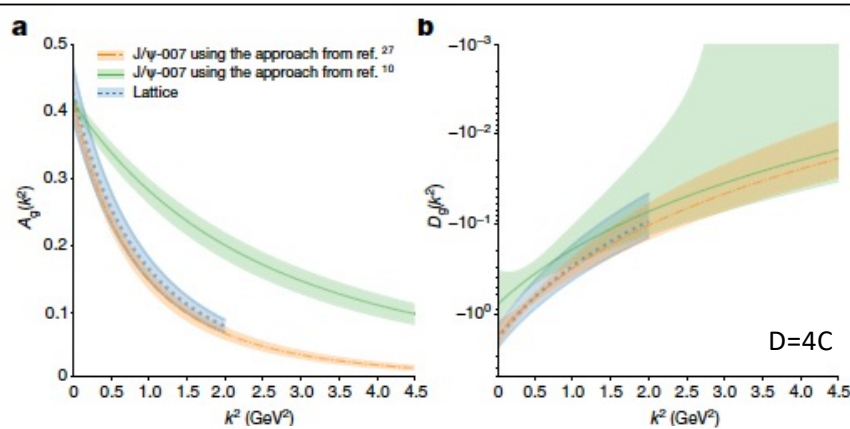 a
b
J/ψ-007 using the approach from ref. 27
J/ψ-007 using the approach from ref. 10
Lattice
0.5
0.4
0.3
0.2
0.1
0
Ag(k²)
0 0.5 1.0 1.5 2.0 2.5 3.0 3.5 4.0 4.5
k² (GeV²)
−10⁻³
−10⁻²
−10⁻¹
−10⁰
Dg(k²)
D=4C
0 0.5 1.0 1.5 2.0 2.5 3.0 3.5 4.0 4.5
k² (GeV²)